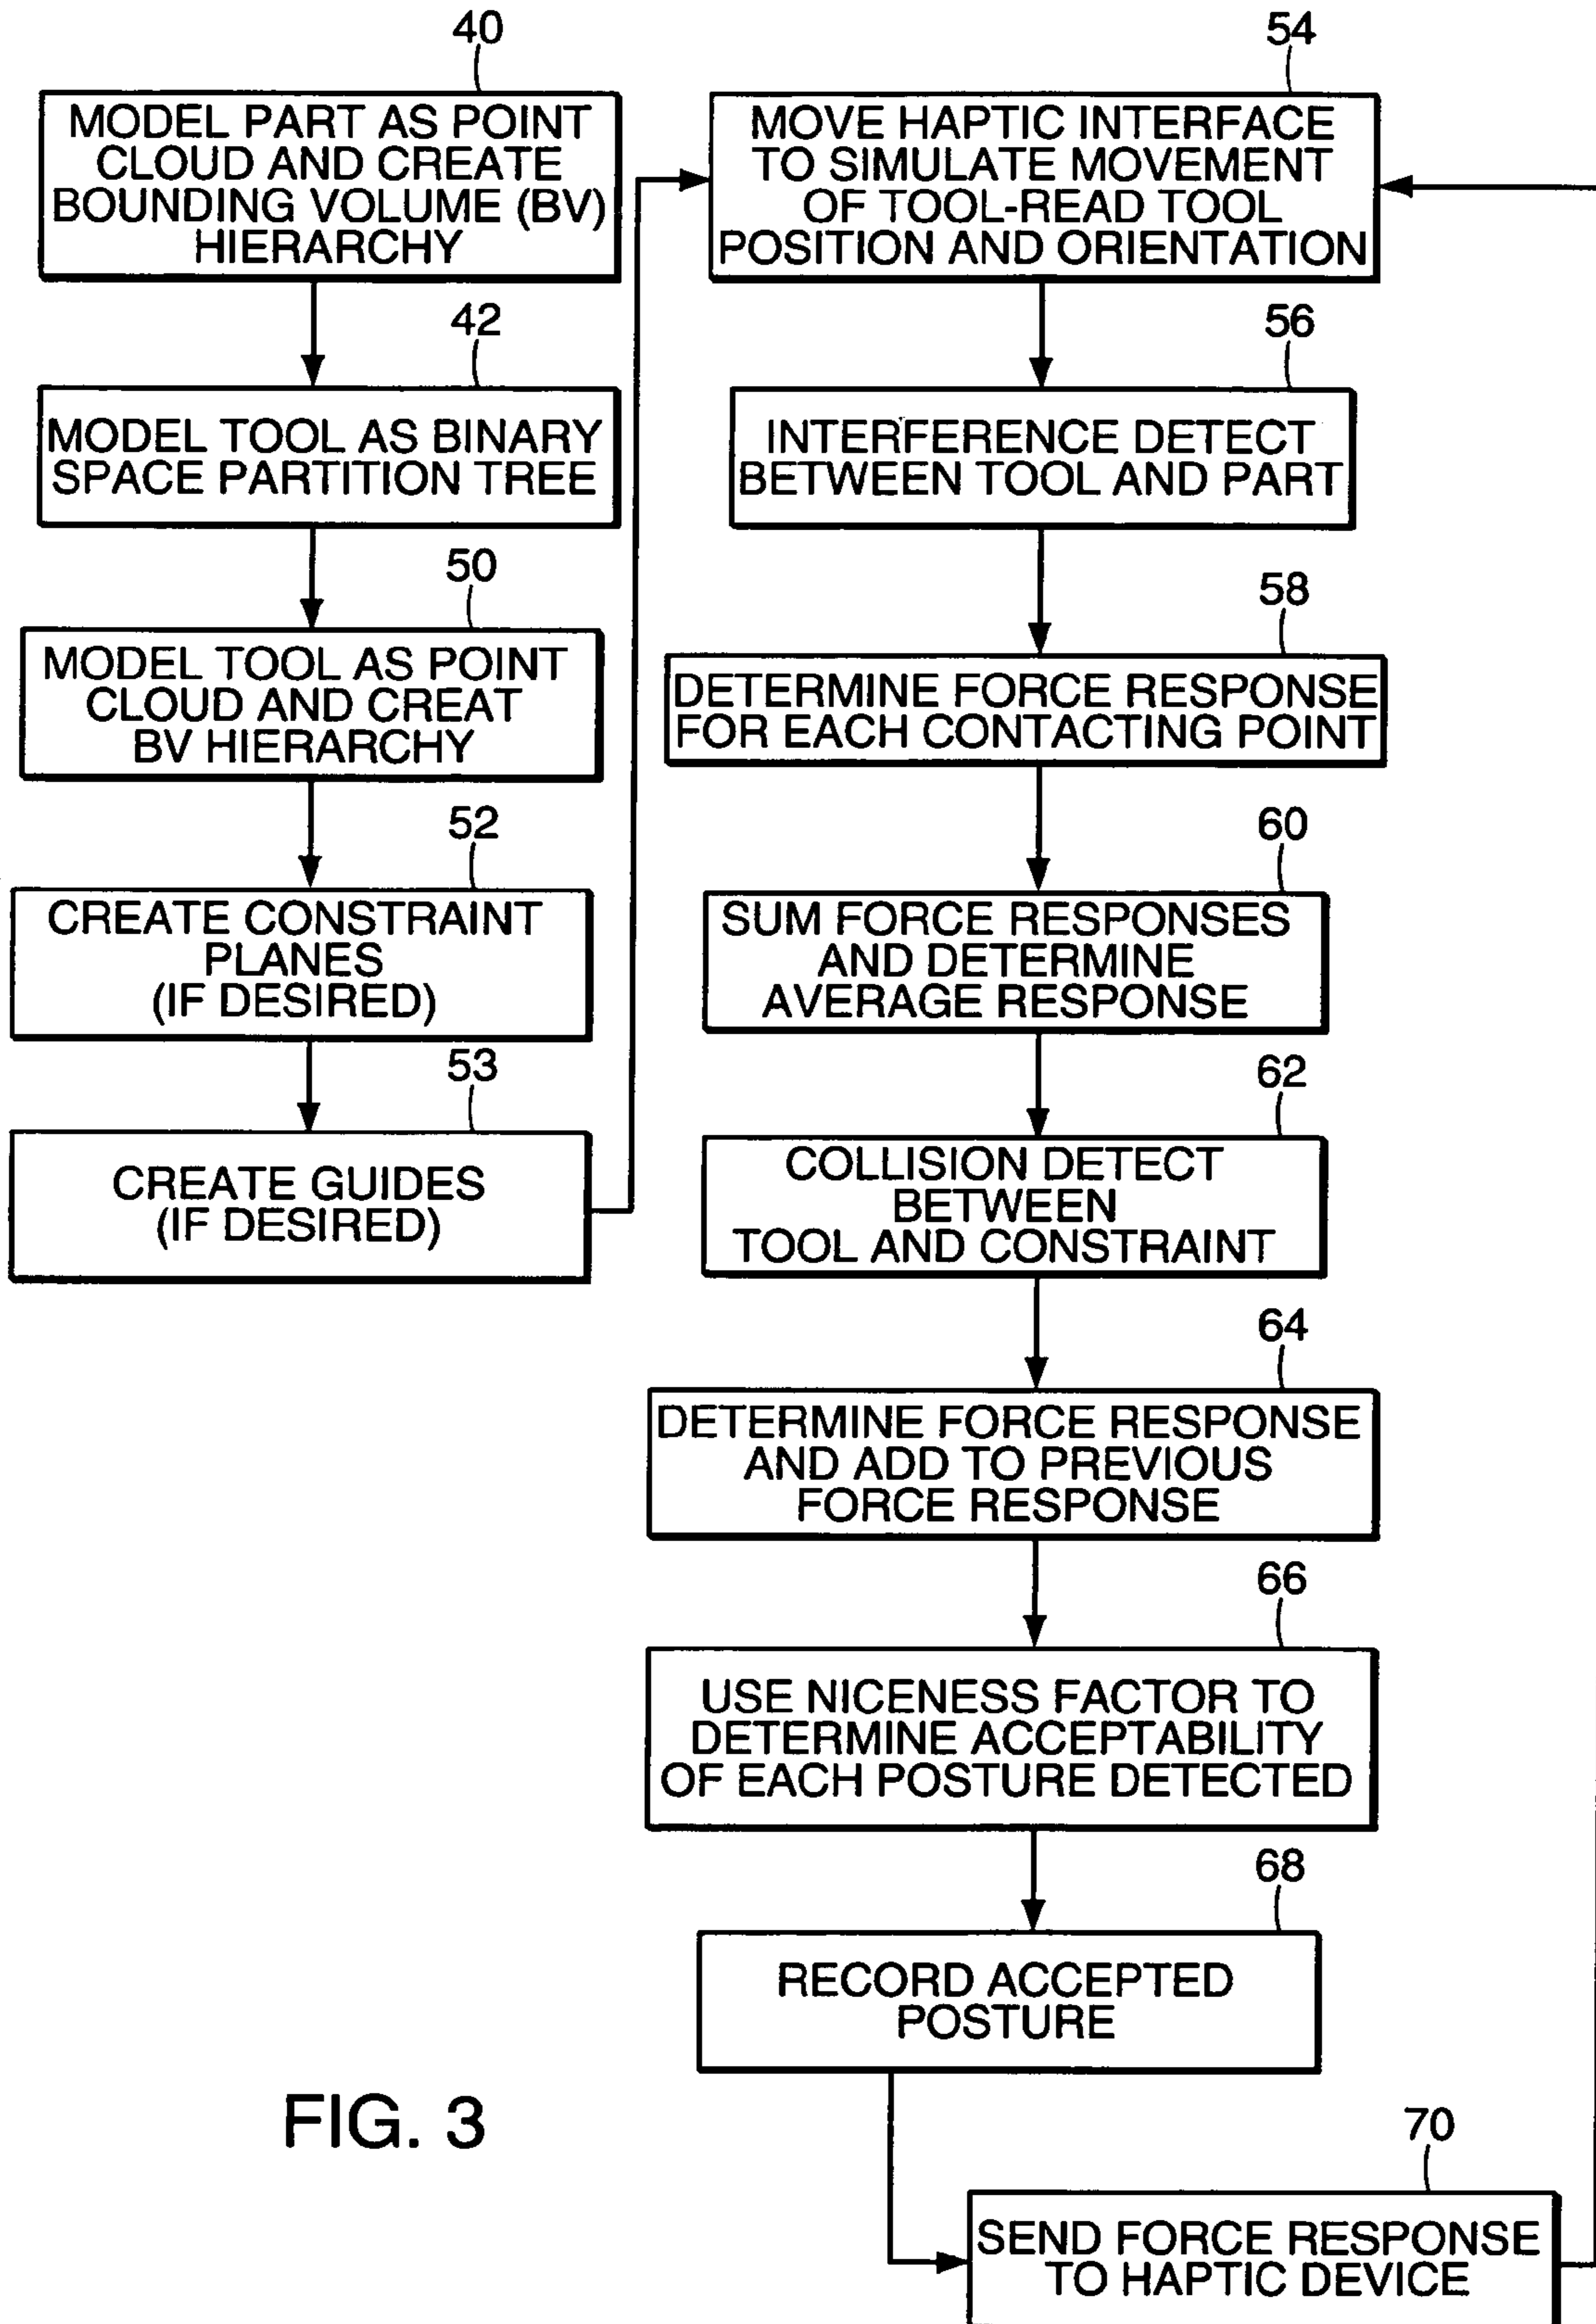 40
MODEL PART AS POINT
CLOUD AND CREATE
BOUNDING VOLUME (BV)
HIERARCHY
42
MODEL TOOL AS BINARY
SPACE PARTITION TREE
50
MODEL TOOL AS POINT
CLOUD AND CREAT
BV HIERARCHY
52
CREATE CONSTRAINT
PLANES
(IF DESIRED)
53
CREATE GUIDES
(IF DESIRED)
54
MOVE HAPTIC INTERFACE
TO SIMULATE MOVEMENT
OF TOOL-READ TOOL
POSITION AND ORIENTATION
56
INTERFERENCE DETECT
BETWEEN TOOL AND PART
58
DETERMINE FORCE RESPONSE
FOR EACH CONTACTING POINT
60
SUM FORCE RESPONSES
AND DETERMINE
AVERAGE RESPONSE
62
COLLISION DETECT
BETWEEN
TOOL AND CONSTRAINT
64
DETERMINE FORCE RESPONSE
AND ADD TO PREVIOUS
FORCE RESPONSE
66
USE NICENESS FACTOR TO
DETERMINE ACCEPTABILITY
OF EACH POSTURE DETECTED
68
RECORD ACCEPTED
POSTURE
70
SEND FORCE RESPONSE
TO HAPTIC DEVICE
FIG. 3